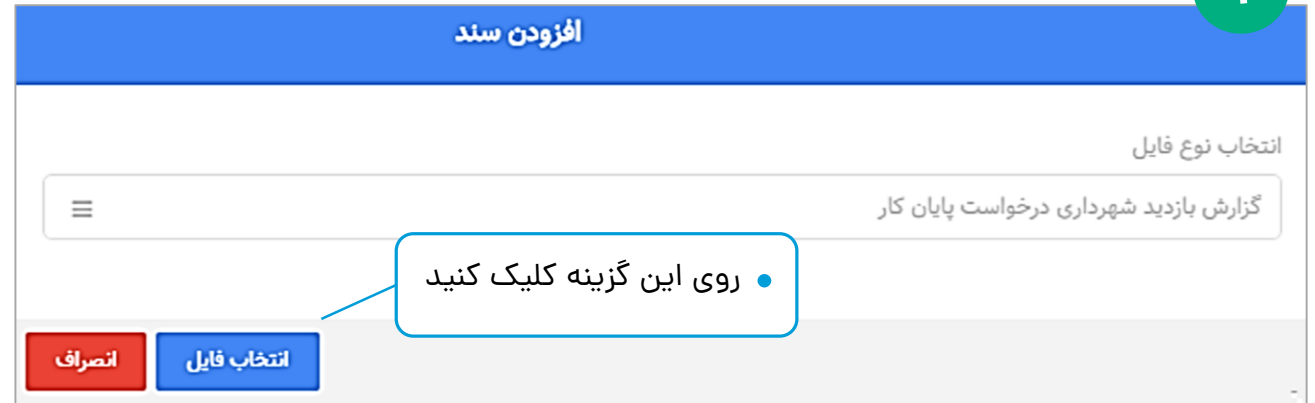 افزودن سند
انتخاب نوع فایل
گزارش بازدید شهرداری درخواست پایان کار
روی این گزینه کلیک کنید
انتخاب فایل
انصراف